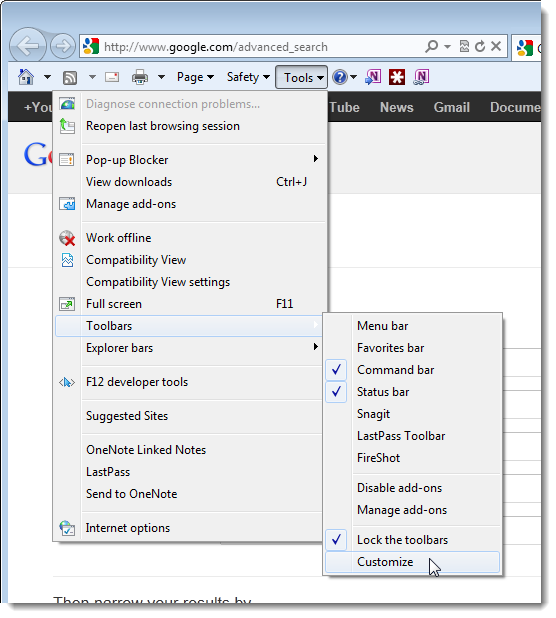 http://www.google.com/advanced_search
Page Safety Tools
+You Tube News Gmail Docume
Diagnose connection problems...
Reopen last browsing session
Pop-up Blocker
View downloads Ctrl+J
Manage add-ons
Work offline
Compatibility View
Compatibility View settings
Full screen F11
Toolbars
Explorer bars
F12 developer tools
Suggested Sites
OneNote Linked Notes
LastPass
Send to OneNote
Internet options
Menu bar
Favorites bar
Command bar
Status bar
Snagit
LastPass Toolbar
FireShot
Disable add-ons
Manage add-ons
Lock the toolbars
Customize
Then narrow your results by